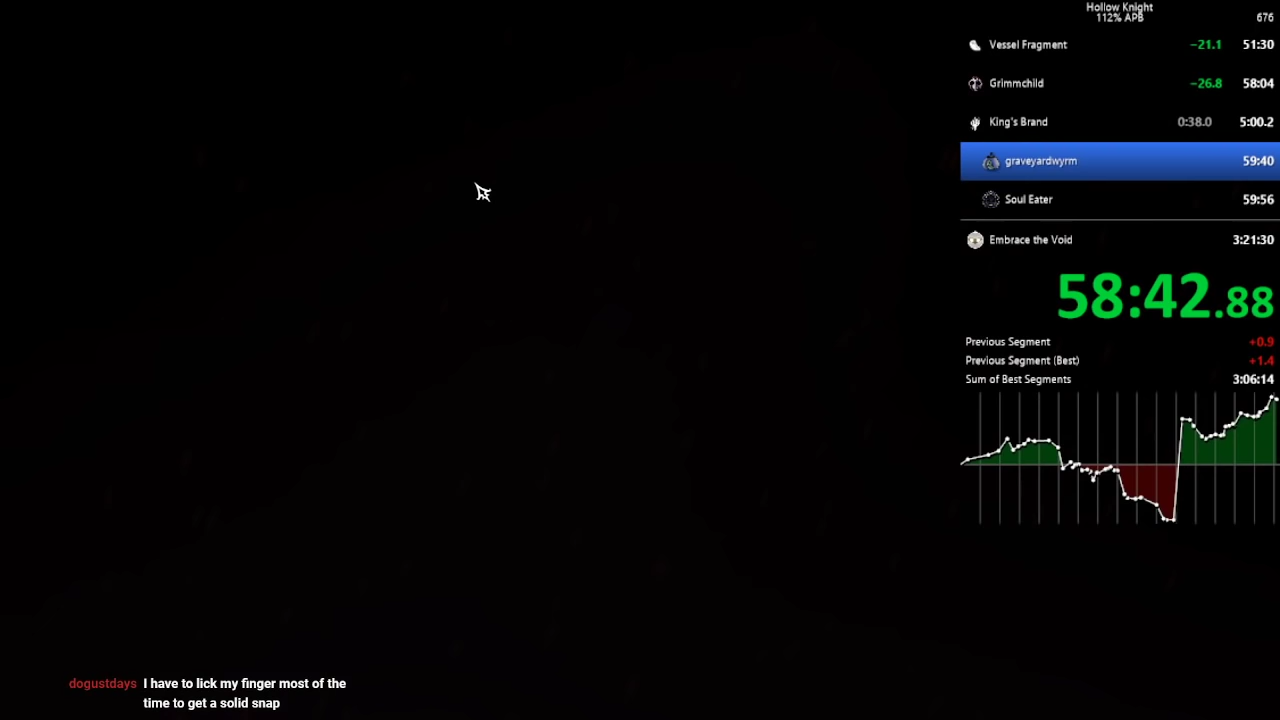 Hollow Knight
112% APB 676
Vessel Fragment −21.1 51:30
Grimmchild −26.8 58:04
King's Brand 0:38.0 5:00.2
graveyardwyrm 59:40
Soul Eater 59:56
Embrace the Void 3:21:30
58:42.88
Previous Segment +0.9
Previous Segment (Best) +1.4
Sum of Best Segments 3:06:14
dogustdays I have to lick my finger most of the
time to get a solid snap